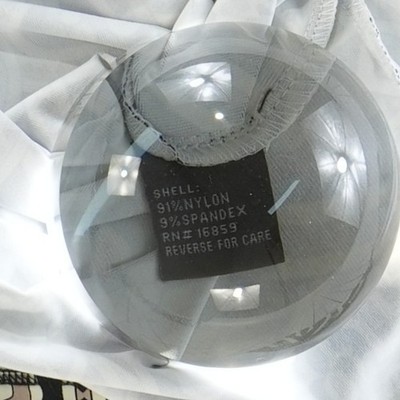 SHELL:
91%NYLON
9%SPANDEX
RN# 16859
REVERSE FOR CARE